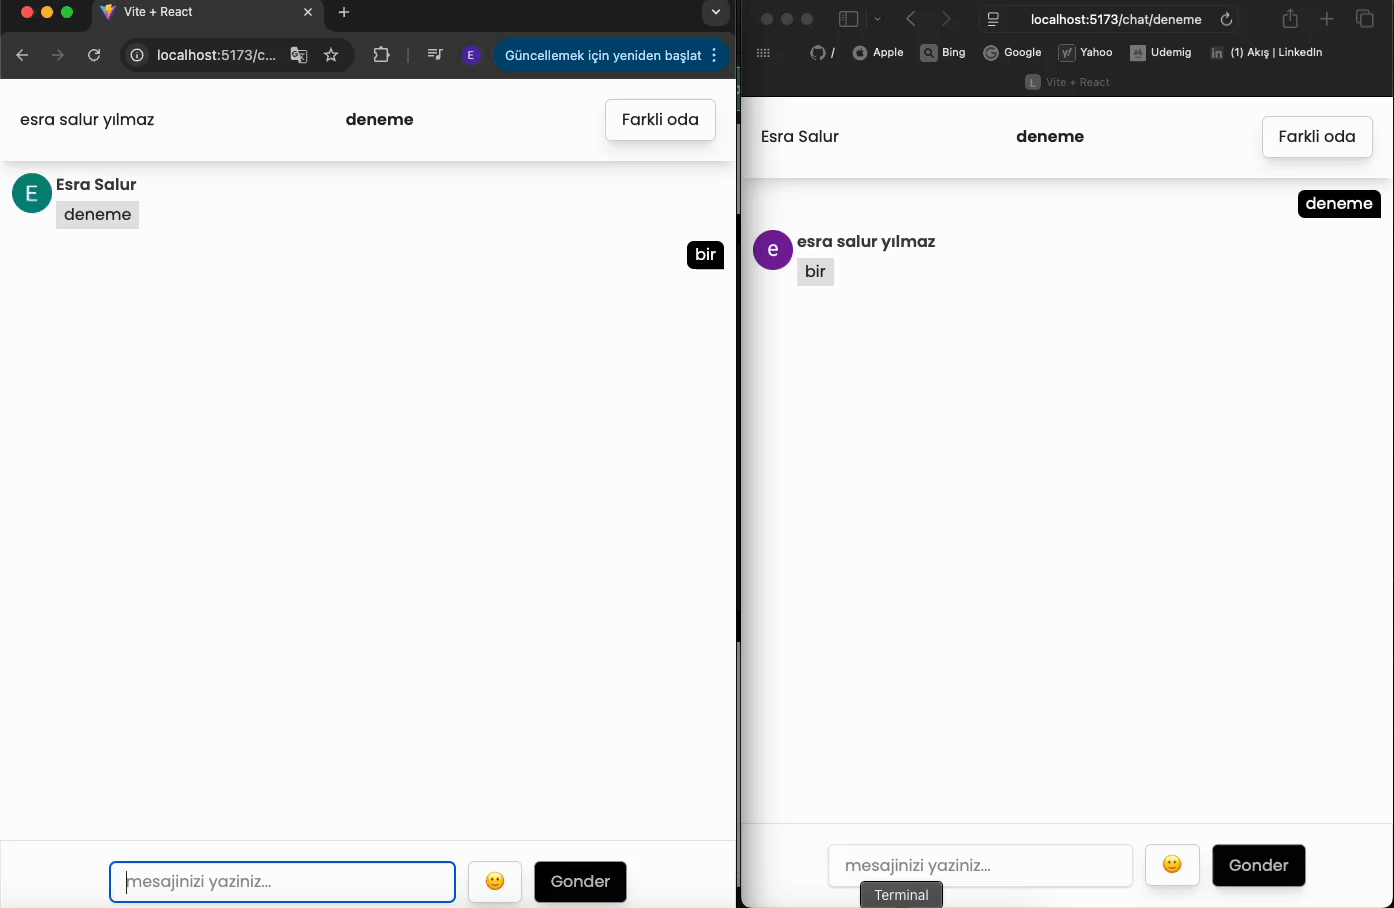 Vite + React
localhost:5173/c...
E
Güncellemek için yeniden başlat
esra salur yılmaz
deneme
Farkli oda
E
Esra Salur
deneme
bir
mesajinizi yaziniz...
Gonder
localhost:5173/chat/deneme
/
Apple
Bing
Google
Yahoo
Udemig
(1) Akış | LinkedIn
L
Vite + React
Esra Salur
deneme
Farkli oda
deneme
e
esra salur yılmaz
bir
mesajinizi yaziniz...
Gonder
Terminal